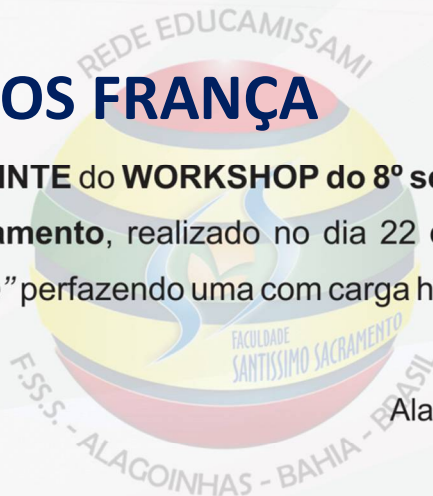 REDE EDUCAMISSAMI
OS FRANÇA
INTE do WORKSHOP do 8º se
amento, realizado no dia 22
” perfazendo uma com carga h
FACULDADE
SANTISSIMO SACRAMENTO
Ala
F.SS.S. - ALAGOINHAS - BAHIA - BRASIL